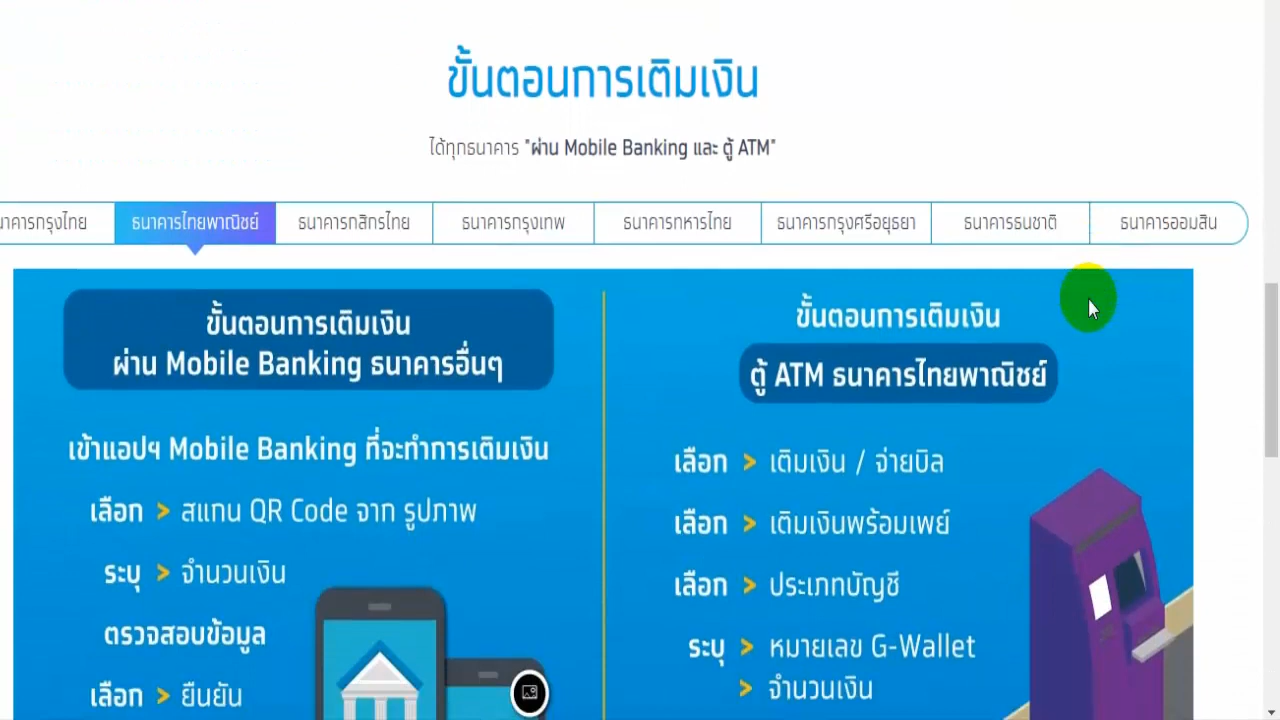 ขั้นตอนการเติมเงิน
ได้ทุกธนาคาร "ผ่าน Mobile Banking และ ตู้ ATM"
นาคารกรุงไทย
ธนาคารไทยพาณิชย์
ธนาคารกสิกรไทย
ธนาคารกรุงเทพ
ธนาคารทหารไทย
ธนาคารกรุงศรีอยุธยา
ธนาคารธนชาติ
ธนาคารออมสิน
ขั้นตอนการเติมเงิน
ผ่าน Mobile Banking ธนาคารอื่นๆ
เข้าแอปฯ Mobile Banking ที่จะทำการเติมเงิน
เลือก > สแกน QR Code จาก รูปภาพ
ระบุ > จำนวนเงิน
ตรวจสอบข้อมูล
เลือก > ยืนยัน
ขั้นตอนการเติมเงิน
ตู้ ATM ธนาคารไทยพาณิชย์
เลือก > เติมเงิน / จ่ายบิล
เลือก > เติมเงินพร้อมเพย์
เลือก > ประเภทบัญชี
ระบุ > หมายเลข G-Wallet
> จำนวนเงิน